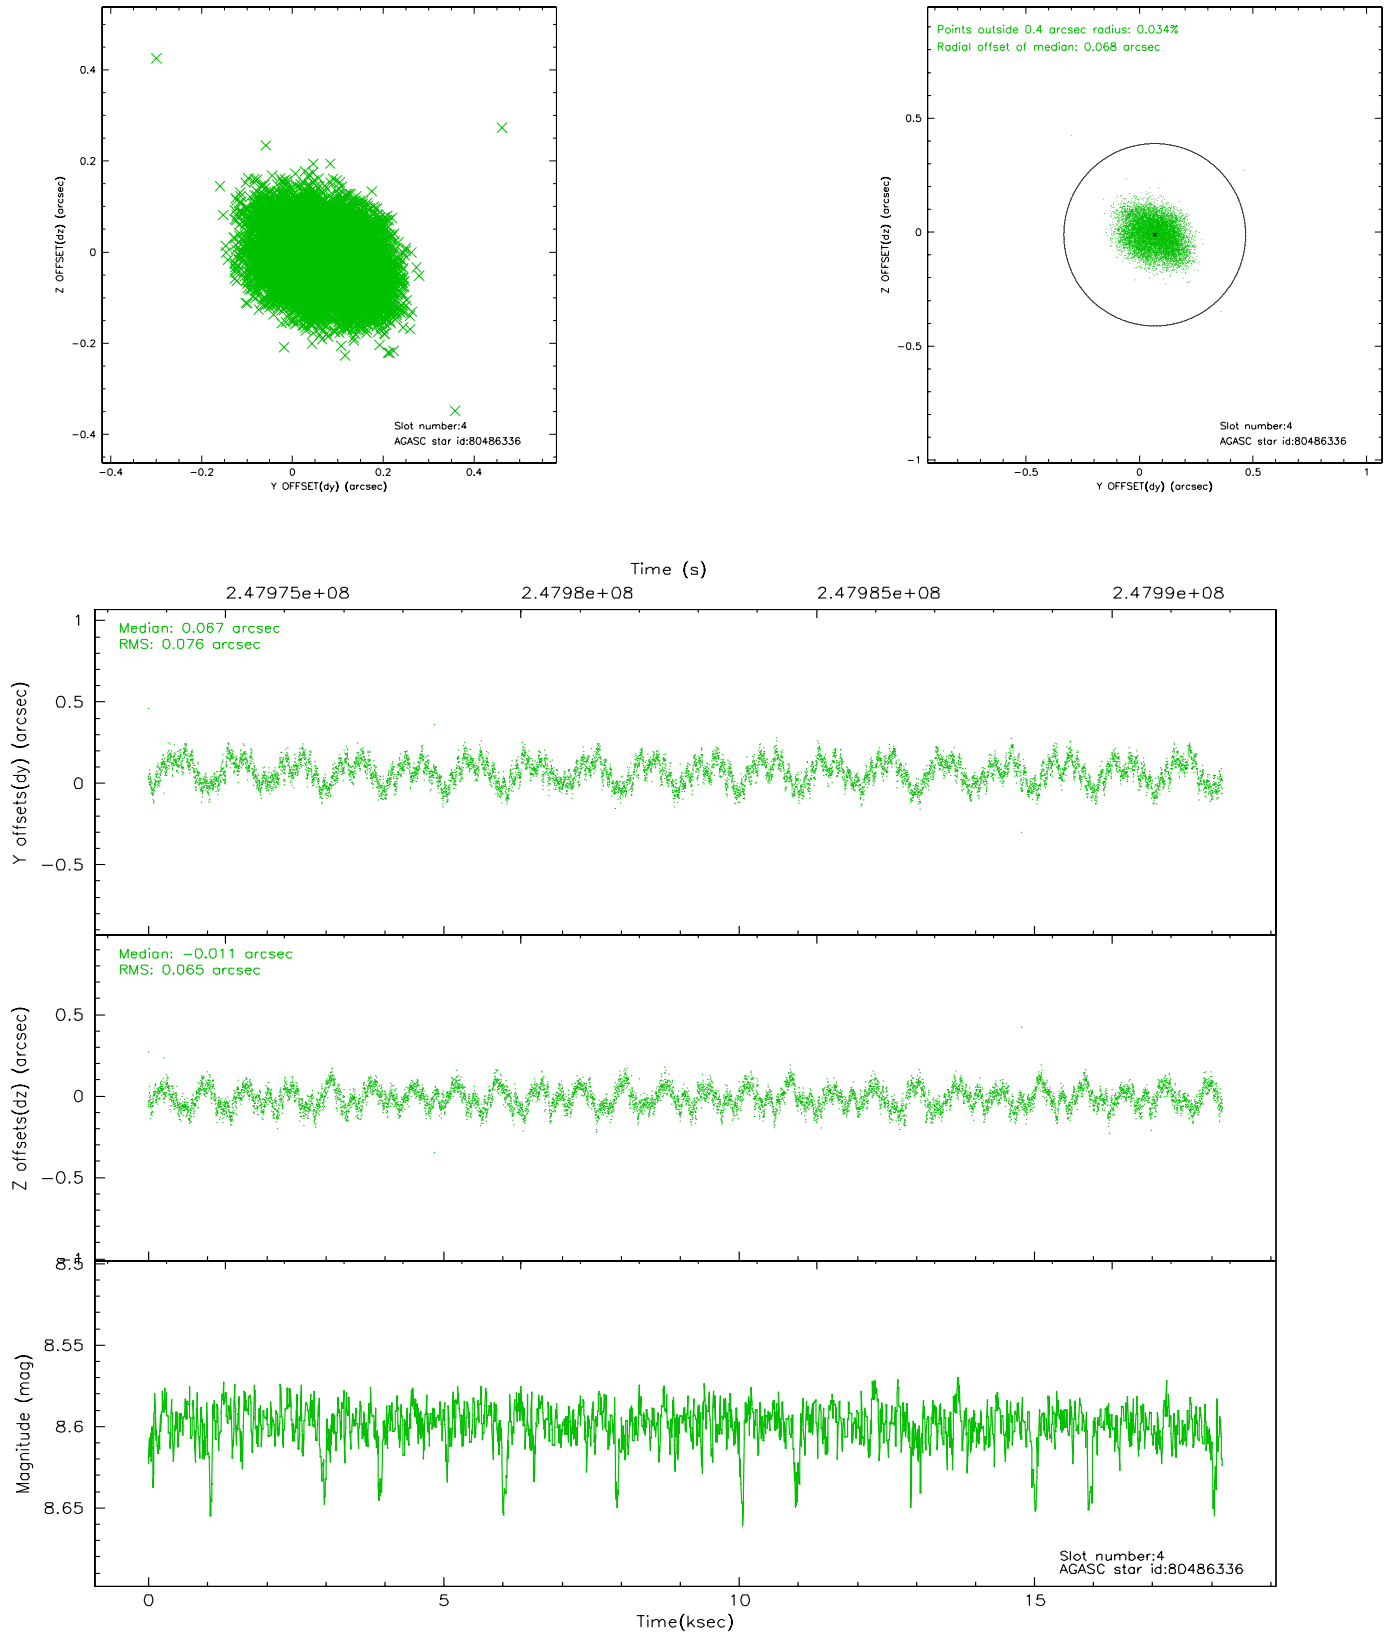 0.4
0.2
0
−0.2
−0.4
−0.4
−0.2
0
0.2
0.4
Z OFFSET(dz) (arcsec)
Y OFFSET(dy) (arcsec)
Slot number:4
AGASC star id:80486336
Points outside 0.4 arcsec radius: 0.034%
Radial offset of median: 0.068 arcsec
0.5
0
−0.5
−1
−0.5
0
0.5
1
Z OFFSET(dz) (arcsec)
Y OFFSET(dy) (arcsec)
Slot number:4
AGASC star id:80486336
Time (s)
2.47975e+08
2.4798e+08
2.47985e+08
2.4799e+08
Median: 0.067 arcsec
RMS: 0.076 arcsec
1
0.5
0
−0.5
Y offsets(dy) (arcsec)
Median: −0.011 arcsec
RMS: 0.065 arcsec
0.5
0
−0.5
−1
Z offsets(dz) (arcsec)
8.5
8.55
8.6
8.65
Magnitude (mag)
Slot number:4
AGASC star id:80486336
0
5
10
15
Time(ksec)